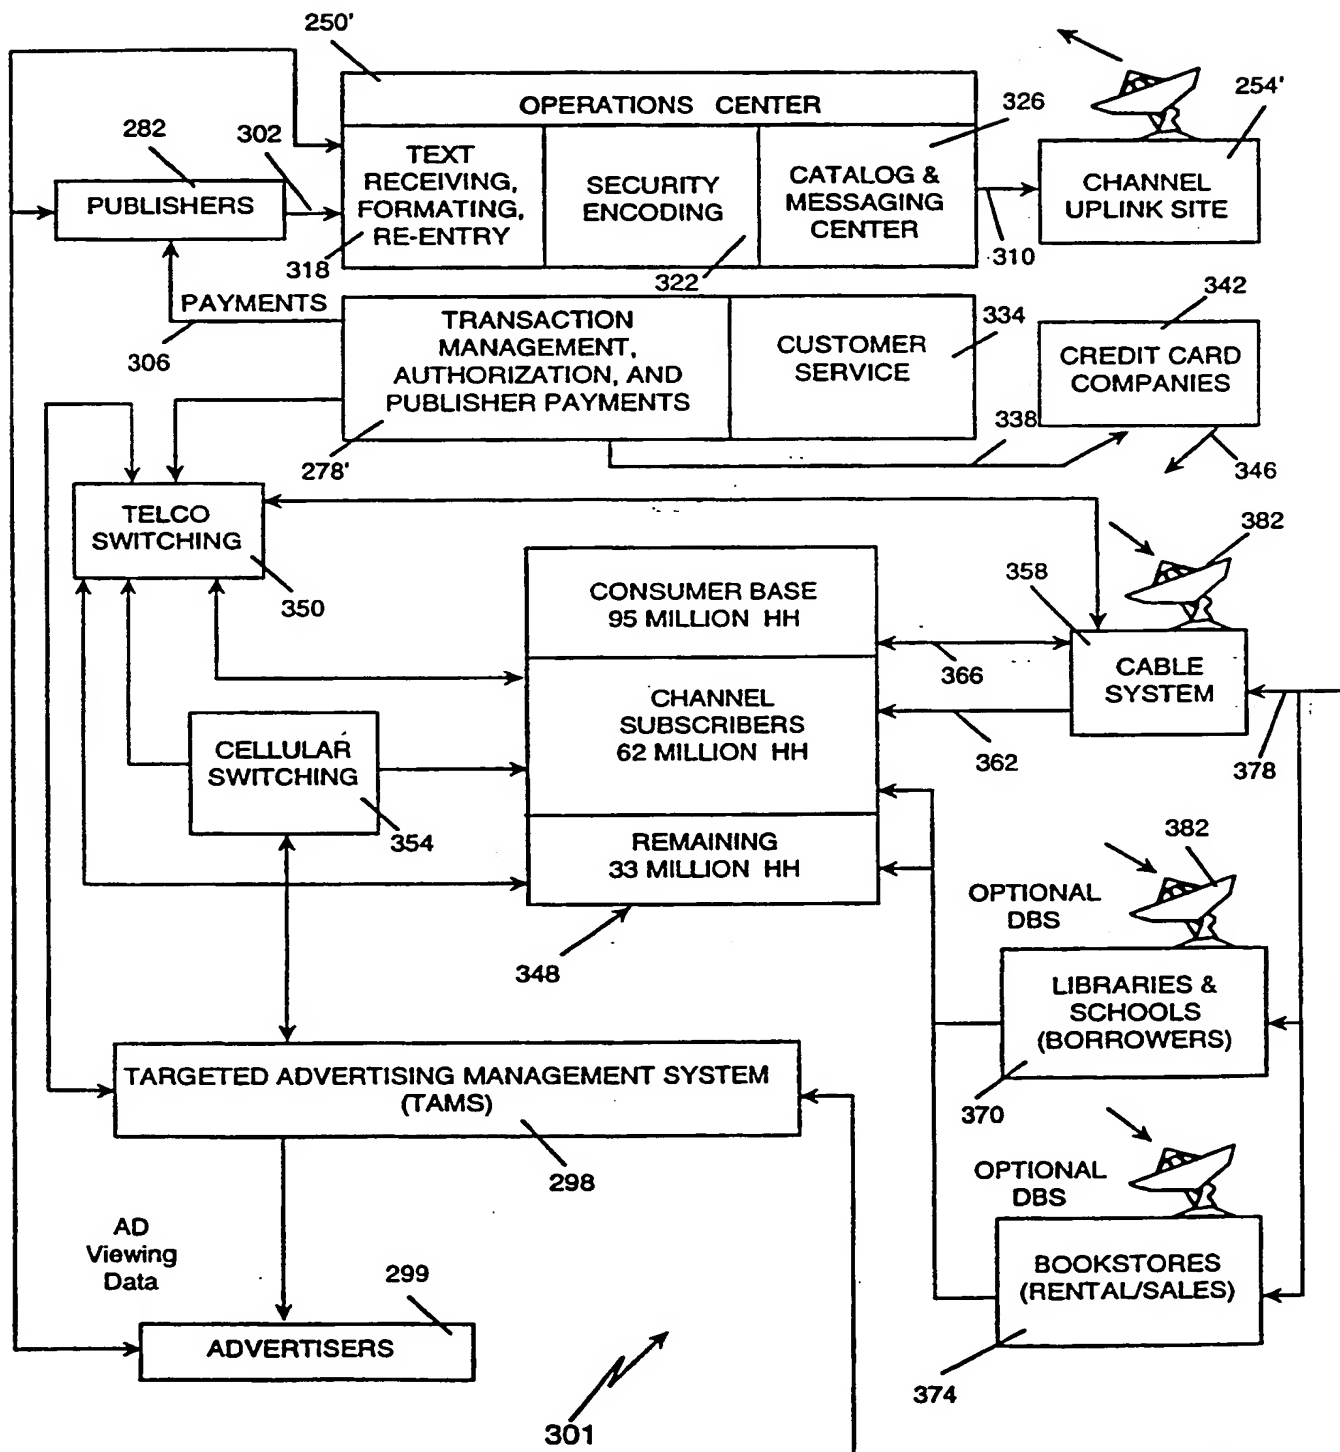 250'
OPERATIONS CENTER
326
254'
282
302
TEXT
RECEIVING,
FORMATING,
RE-ENTRY
SECURITY
ENCODING
CATALOG &
MESSAGING
CENTER
CHANNEL
UPLINK SITE
PUBLISHERS
318
322
310
PAYMENTS
306
TRANSACTION
MANAGEMENT,
AUTHORIZATION, AND
PUBLISHER PAYMENTS
CUSTOMER
SERVICE
334
342
CREDIT CARD
COMPANIES
278'
338
346
TELCO
SWITCHING
350
382
358
CONSUMER BASE
95 MILLION HH
366
CABLE
SYSTEM
CHANNEL
SUBSCRIBERS
62 MILLION HH
362
378
CELLULAR
SWITCHING
354
REMAINING
33 MILLION HH
348
382
OPTIONAL
DBS
LIBRARIES &
SCHOOLS
(BORROWERS)
370
TARGETED ADVERTISING MANAGEMENT SYSTEM
(TAMS)
298
OPTIONAL
DBS
BOOKSTORES
(RENTAL/SALES)
374
AD
Viewing
Data
299
ADVERTISERS
301